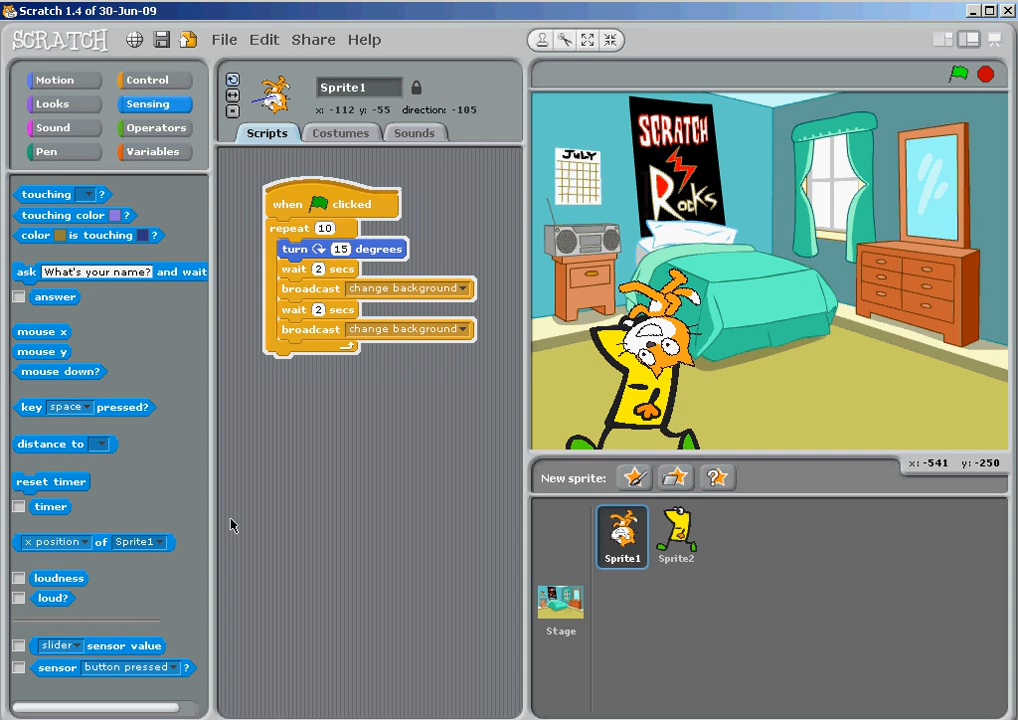 Scratch 1.4 of 30-Jun-09
SCRATCH File Edit Share Help
Motion Control
Looks Sensing
Sound Operators
Pen Variables
Sprite1
x: -112 y: -55 direction: -105
Scripts Costumes Sounds
touching ?
touching color ?
color is touching ?
ask What's your name? and wait
answer
mouse x
mouse y
mouse down?
key space pressed?
distance to
reset timer
timer
x position of Sprite1
loudness
loud?
slider sensor value
sensor button pressed ?
when clicked
repeat 10
turn 15 degrees
wait 2 secs
broadcast change background
wait 2 secs
broadcast change background
JULY
SCRATCH
Rocks
x: -541 y: -250
New sprite:
Sprite1 Sprite2
Stage